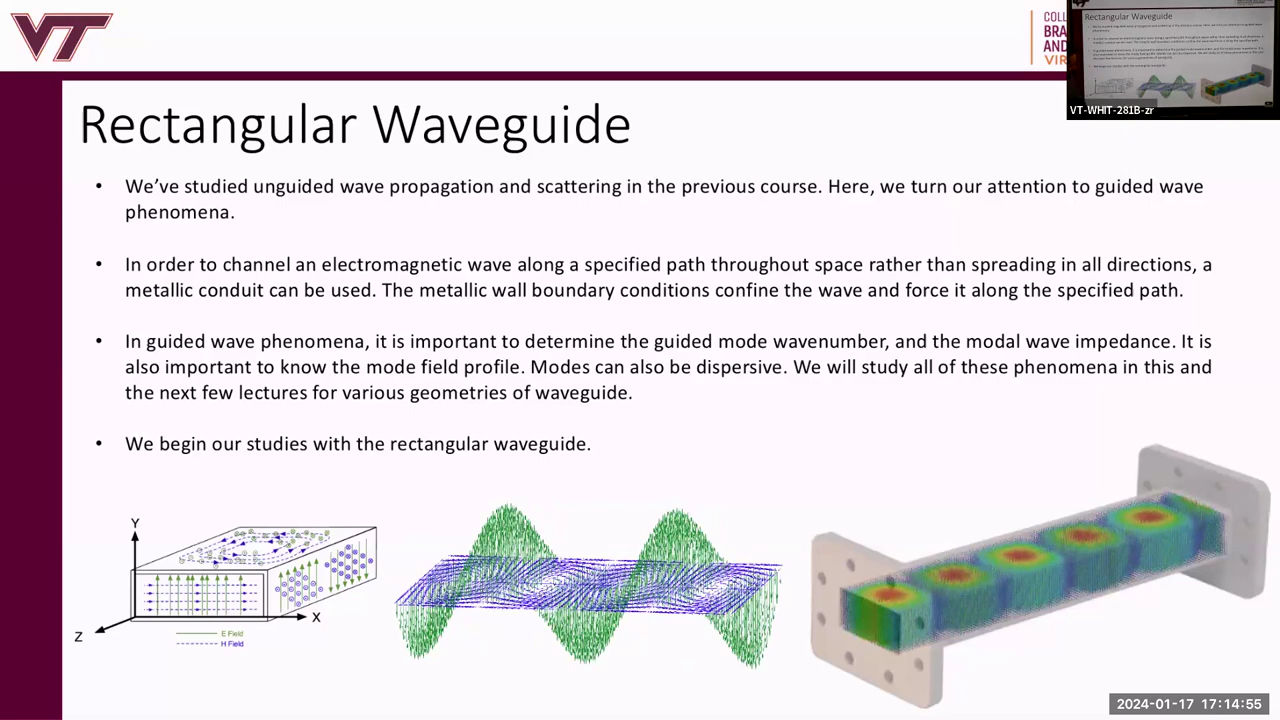 VT
COLL
BRA
AND
VIR
Rectangular Waveguide
VT-WHIT-281B-zr
Rectangular Waveguide
• We’ve studied unguided wave propagation and scattering in the previous course. Here, we turn our attention to guided wave
phenomena.
• In order to channel an electromagnetic wave along a specified path throughout space rather than spreading in all directions, a
metallic conduit can be used. The metallic wall boundary conditions confine the wave and force it along the specified path.
• In guided wave phenomena, it is important to determine the guided mode wavenumber, and the modal wave impedance. It is
also important to know the mode field profile. Modes can also be dispersive. We will study all of these phenomena in this and
the next few lectures for various geometries of waveguide.
• We begin our studies with the rectangular waveguide.
Y
X
Z
E Field
H Field
2024-01-17 17:14:55